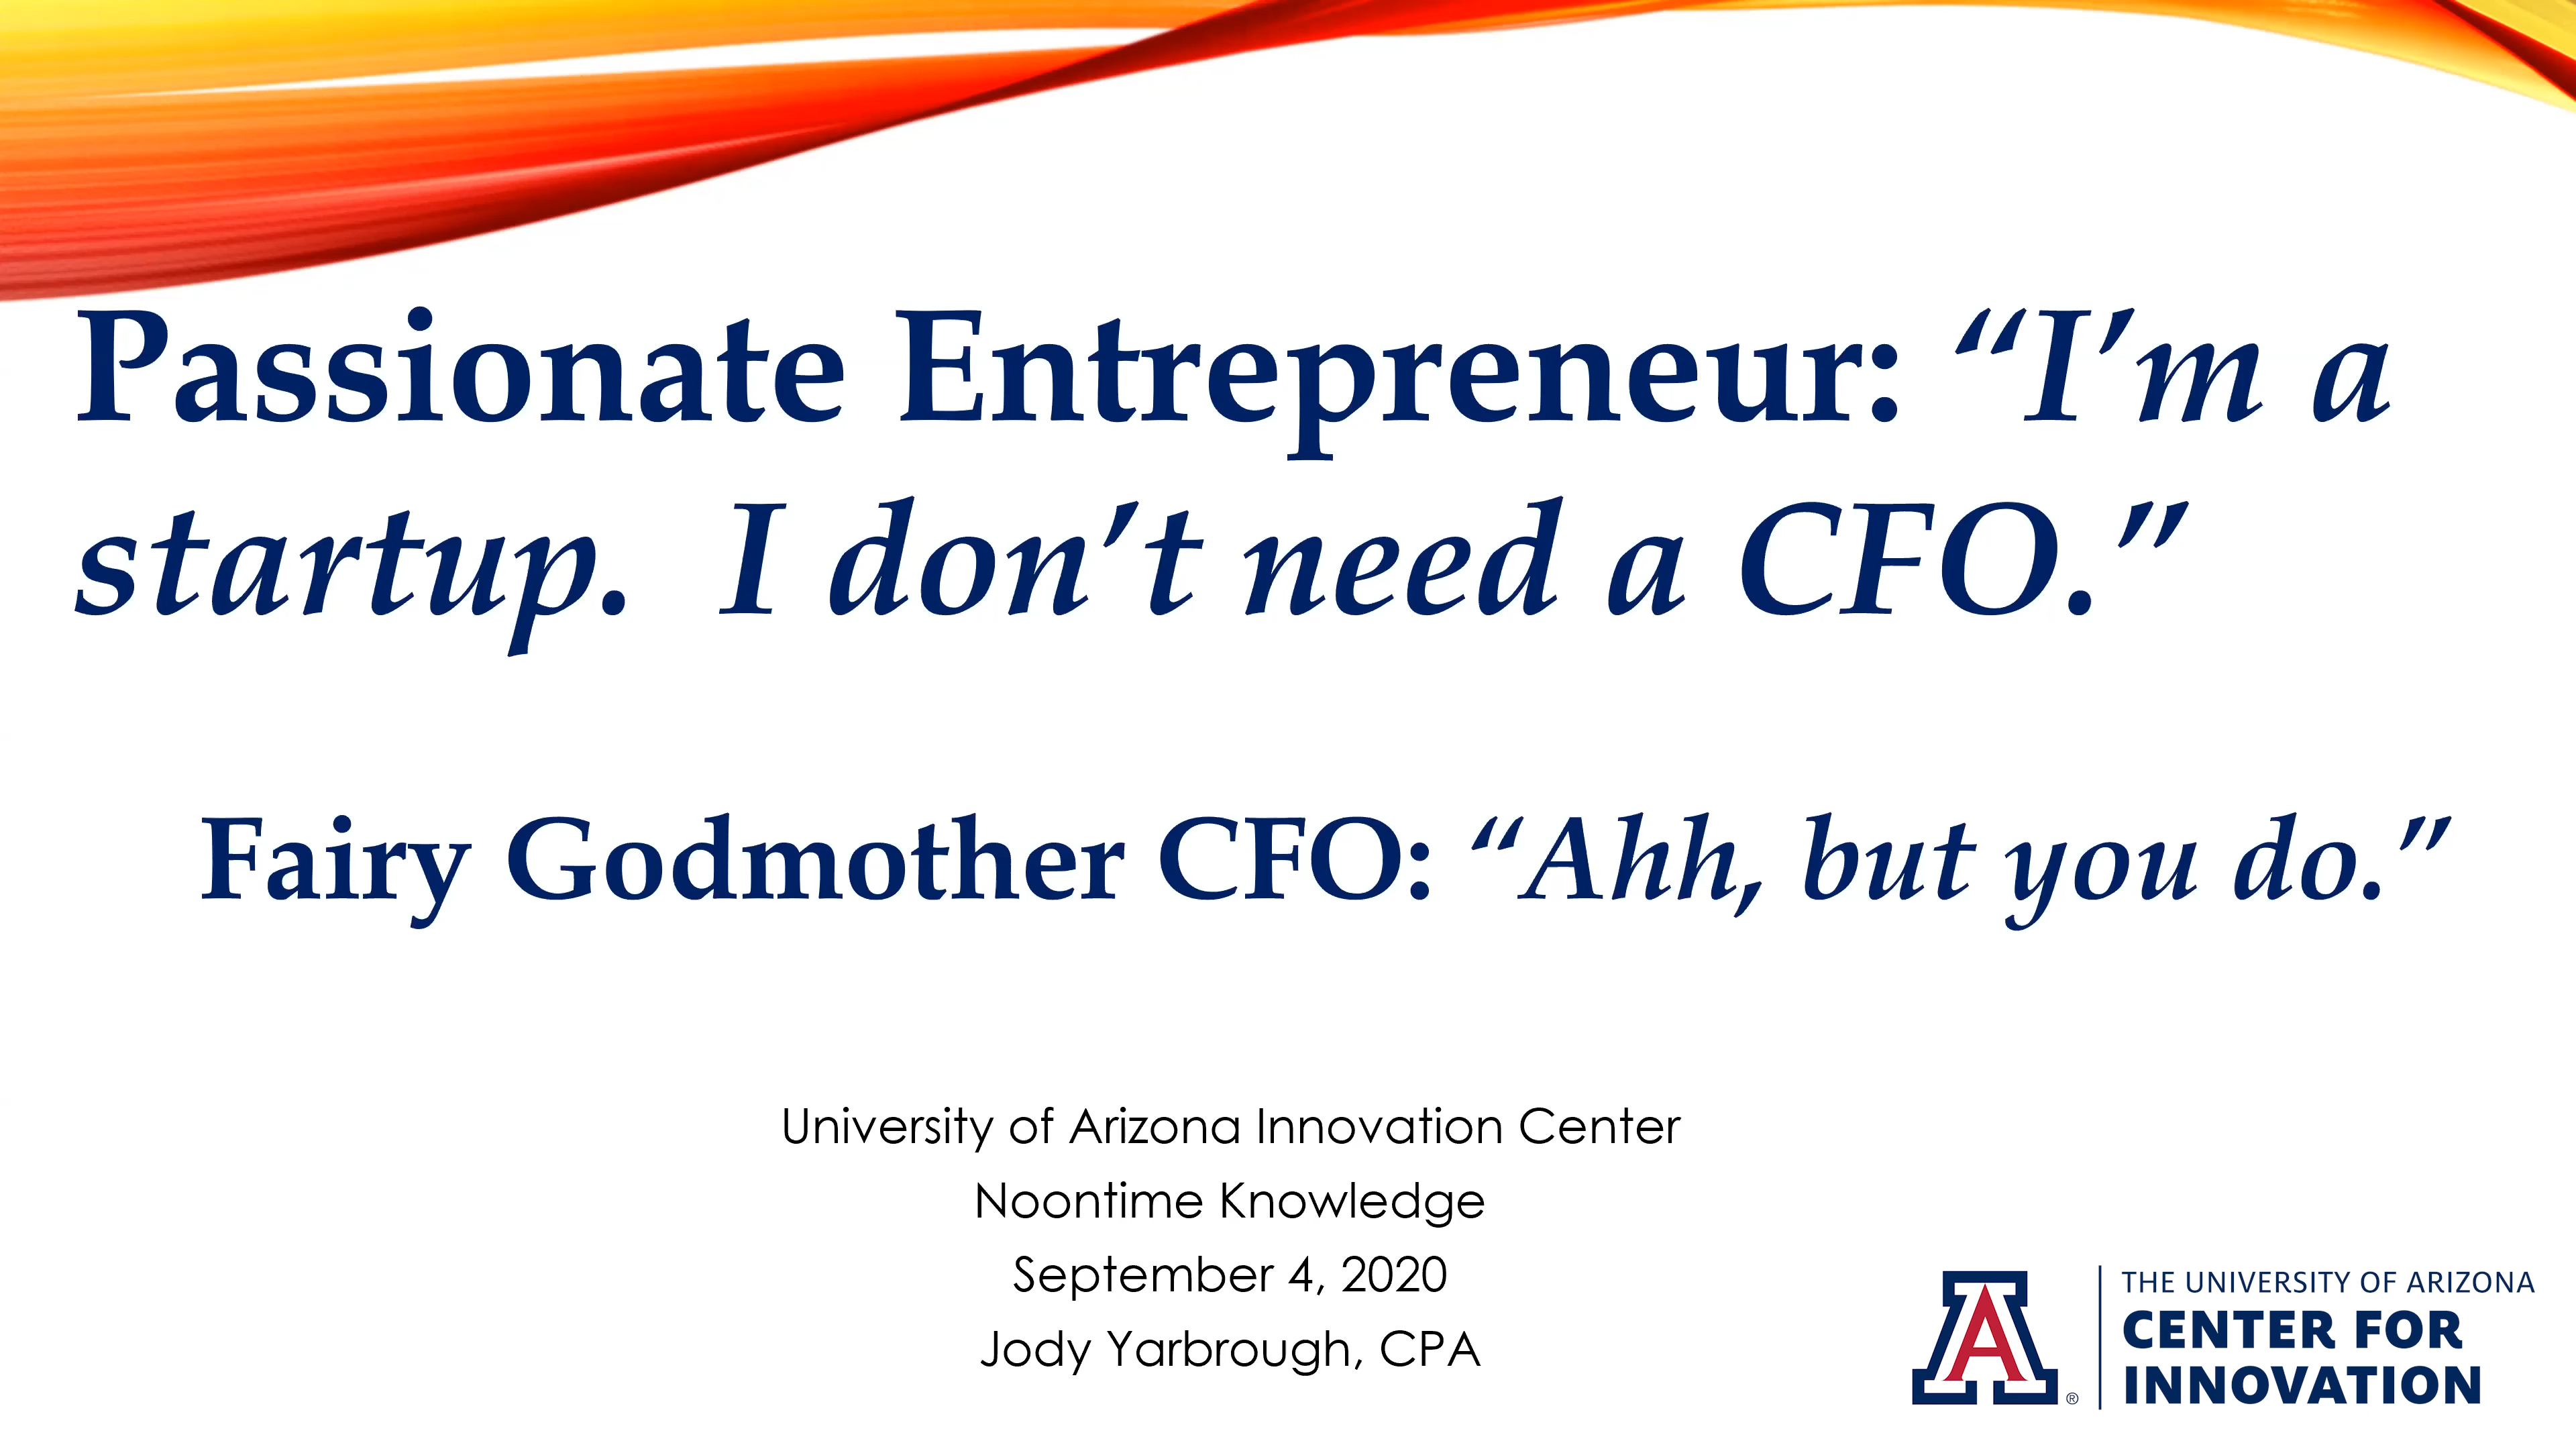 Passionate Entrepreneur: “I’m a
startup.  I don’t need a CFO.”
Fairy Godmother CFO: “Ahh, but you do.”
University of Arizona Innovation Center
Noontime Knowledge
September 4, 2020
Jody Yarbrough, CPA
A ®
THE UNIVERSITY OF ARIZONA
CENTER FOR
INNOVATION